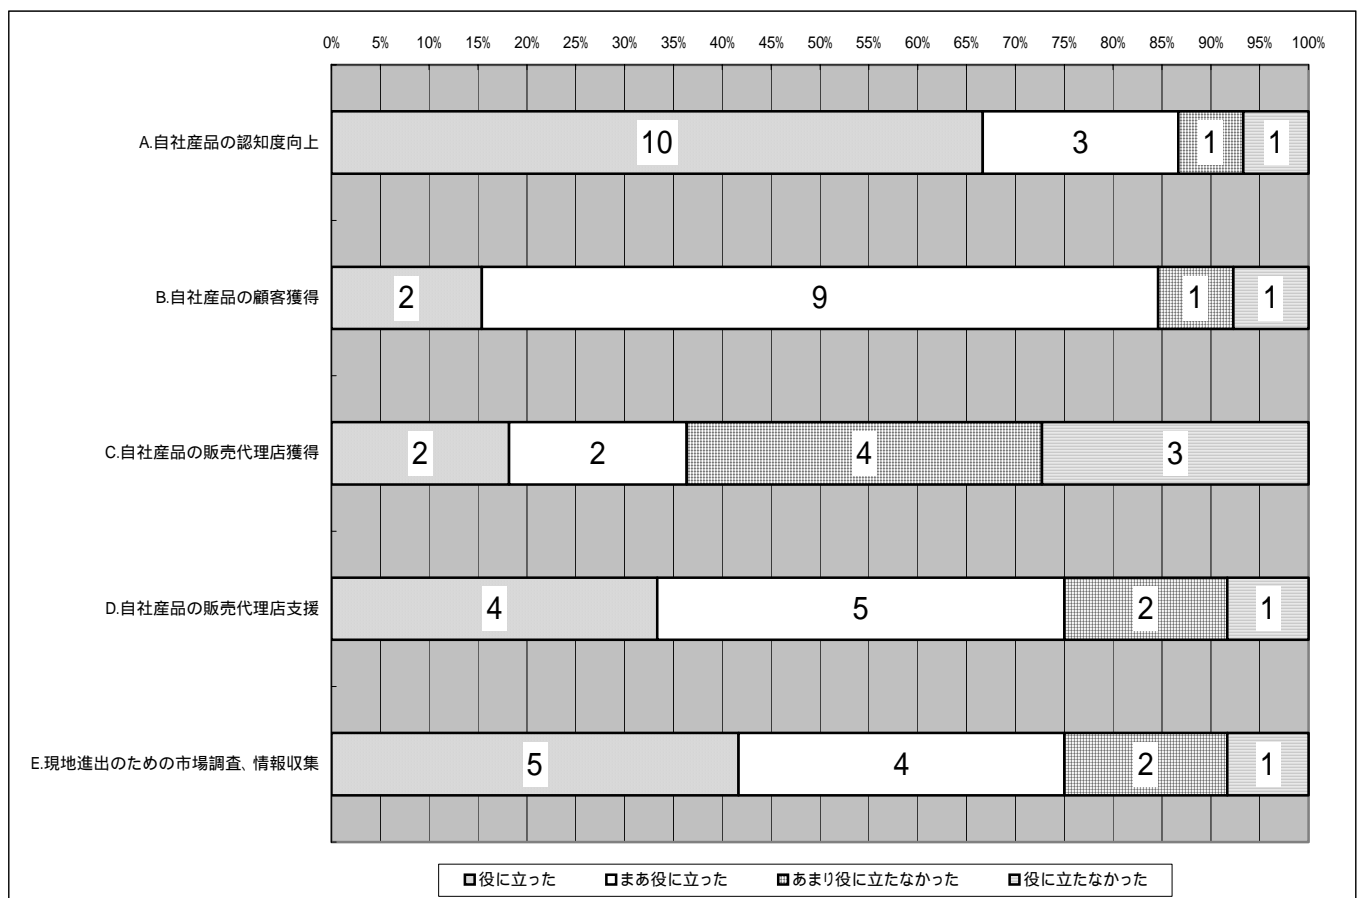 0% 5% 10% 15% 20% 25% 30% 35% 40% 45% 50% 55% 60% 65% 70% 75% 80% 85% 90% 95% 100%
A.自社産品の認知度向上 10 3 1 1
B.自社産品の顧客獲得 2 9 1 1
C.自社産品の販売代理店獲得 2 2 4 3
D.自社産品の販売代理店支援 4 5 2 1
E.現地進出のための市場調査、情報収集 5 4 2 1
役に立った まあ役に立った あまり役に立たなかった 役に立たなかった